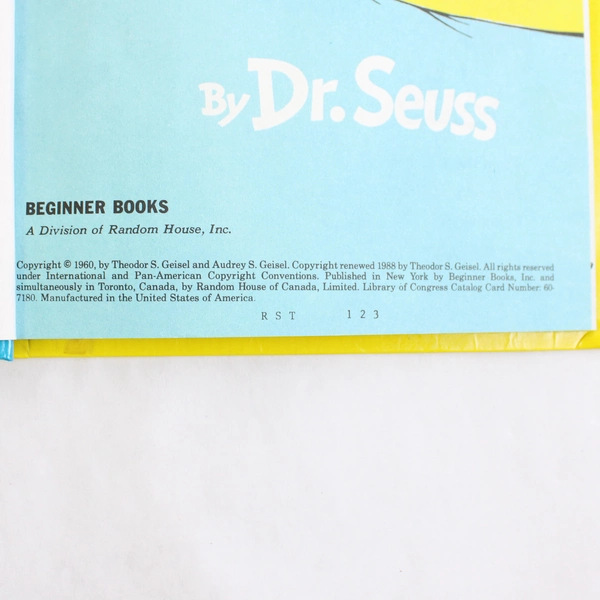 By Dr. Seuss
BEGINNER BOOKS
A Division of Random House, Inc.
Copyright © 1960, by Theodor S. Geisel and Audrey S. Geisel. Copyright renewed 1988 by Theodor S. Geisel. All rights reserved
under International and Pan-American Copyright Conventions. Published in New York by Beginner Books, Inc. and
simultaneously in Toronto, Canada, by Random House of Canada, Limited. Library of Congress Catalog Card Number: 60-
7180. Manufactured in the United States of America.
R S T 1 2 3